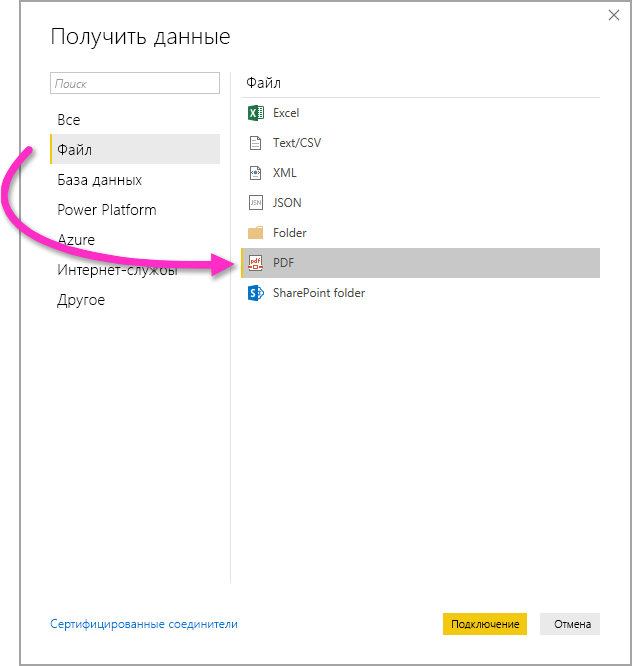 Получить данные
Поиск
Все
Файл
База данных
Power Platform
Azure
Интернет-службы
Другое
Файл
Excel
Text/CSV
XML
JSON
Folder
PDF
SharePoint folder
Сертифицированные соединители
Подключение
Отмена